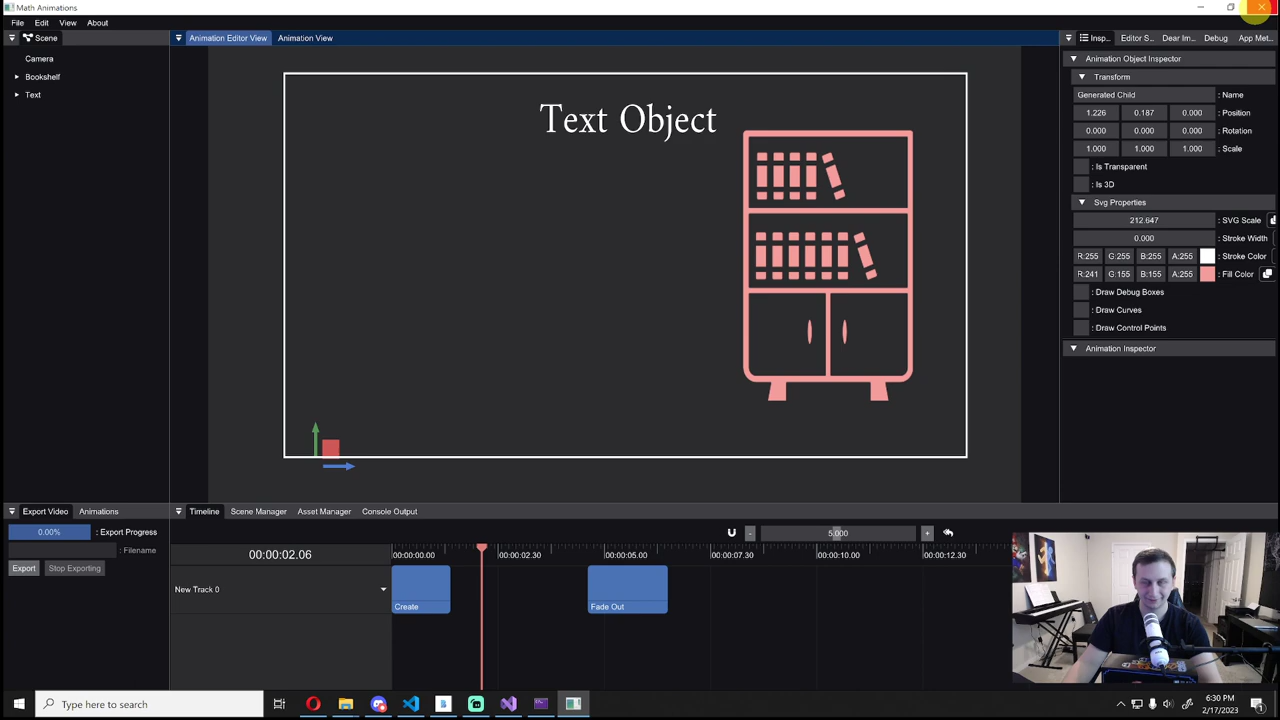 Math Animations
File Edit View About
Scene
Camera
Bookshelf
Text
Animation Editor View Animation View
Text Object
Insp... Editor S... Dear Im... Debug App Met...
Animation Object Inspector
Transform
Generated Child : Name
1.226 0.187 0.000 : Position
0.000 0.000 0.000 : Rotation
1.000 1.000 1.000 : Scale
: Is Transparent
: Is 3D
Svg Properties
212.647 : SVG Scale
0.000 : Stroke Width
R:255 G:255 B:255 A:255 : Stroke Color
R:241 G:155 B:155 A:255 : Fill Color
: Draw Debug Boxes
: Draw Curves
: Draw Control Points
Animation Inspector
Export Video Animations
0.00% : Export Progress
: Filename
Export Stop Exporting
Timeline Scene Manager Asset Manager Console Output
- 5.000 +
00:00:02.06
00:00:00.00 00:00:02.30 00:00:05.00 00:00:07.30 00:00:10.00 00:00:12.30
New Track 0
Create Fade Out
Type here to search
6:30 PM
2/17/2023